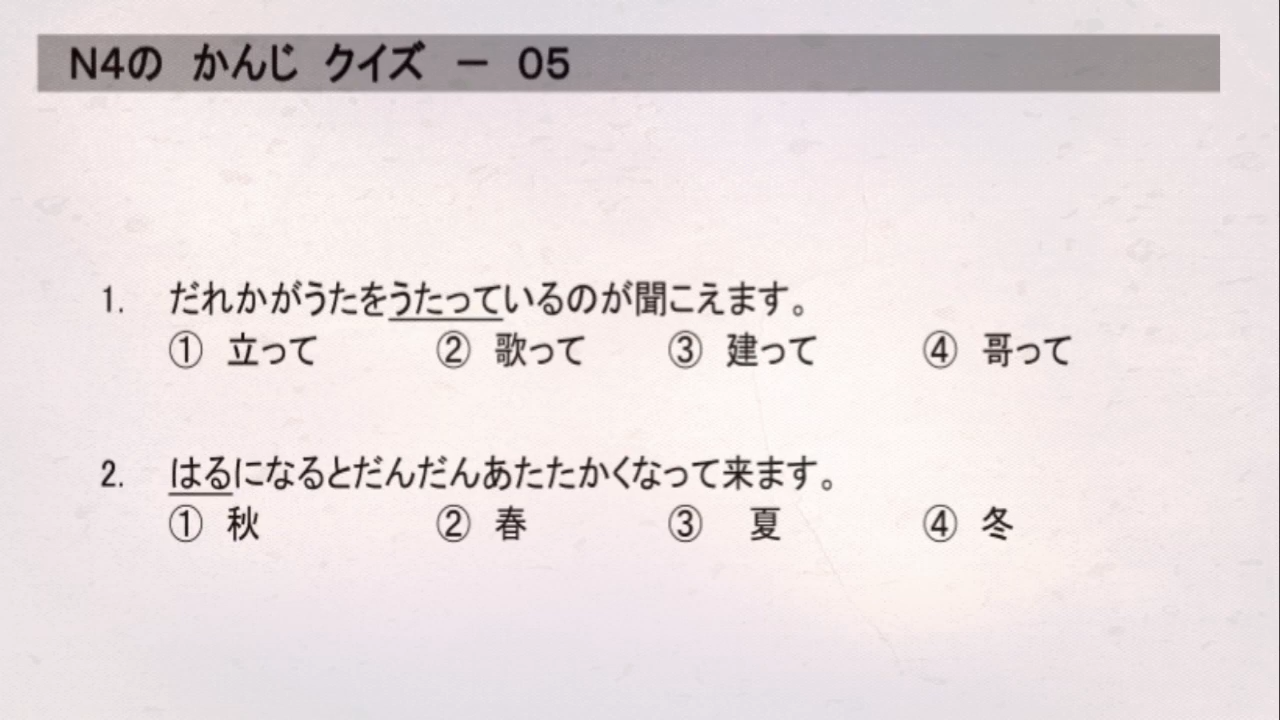 N4の かんじ クイズ － 05
1. だれかがうたをうたっているのが聞こえます。
① 立って ② 歌って ③ 建って ④ 哥って
2. はるになるとだんだんあたたかくなって来ます。
① 秋 ② 春 ③ 夏 ④ 冬